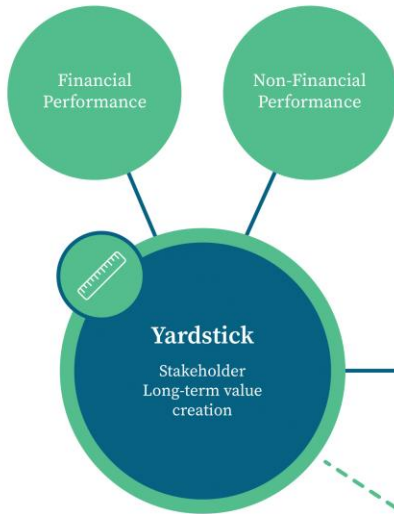 Financial
Performance
Non-Financial
Performance
Yardstick
Stakeholder
Long-term value
creation